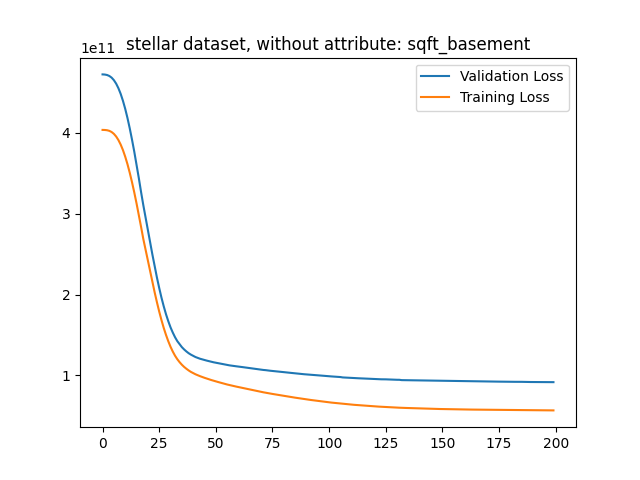 stellar dataset, without attribute: sqft_basement
1e11
Validation Loss
Training Loss
4
3
2
1
0 25 50 75 100 125 150 175 200